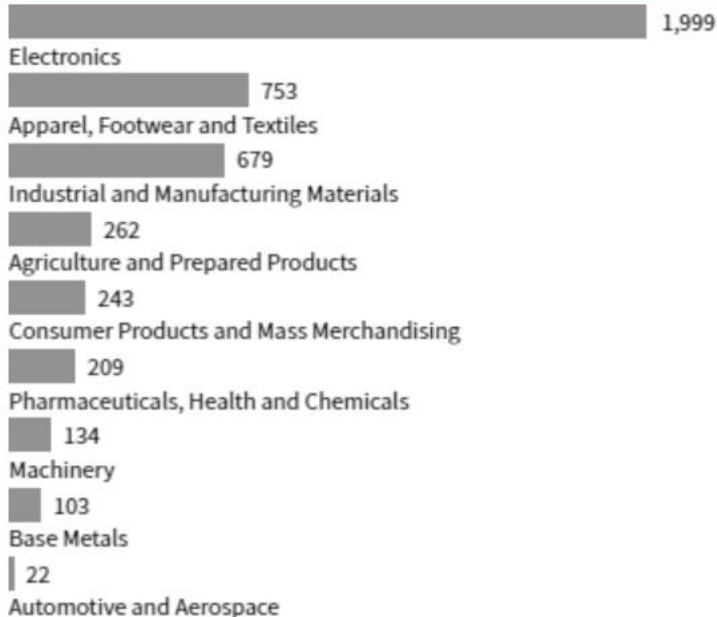 1,999
Electronics
753
Apparel, Footwear and Textiles
679
Industrial and Manufacturing Materials
262
Agriculture and Prepared Products
243
Consumer Products and Mass Merchandising
209
Pharmaceuticals, Health and Chemicals
134
Machinery
103
Base Metals
22
Automotive and Aerospace